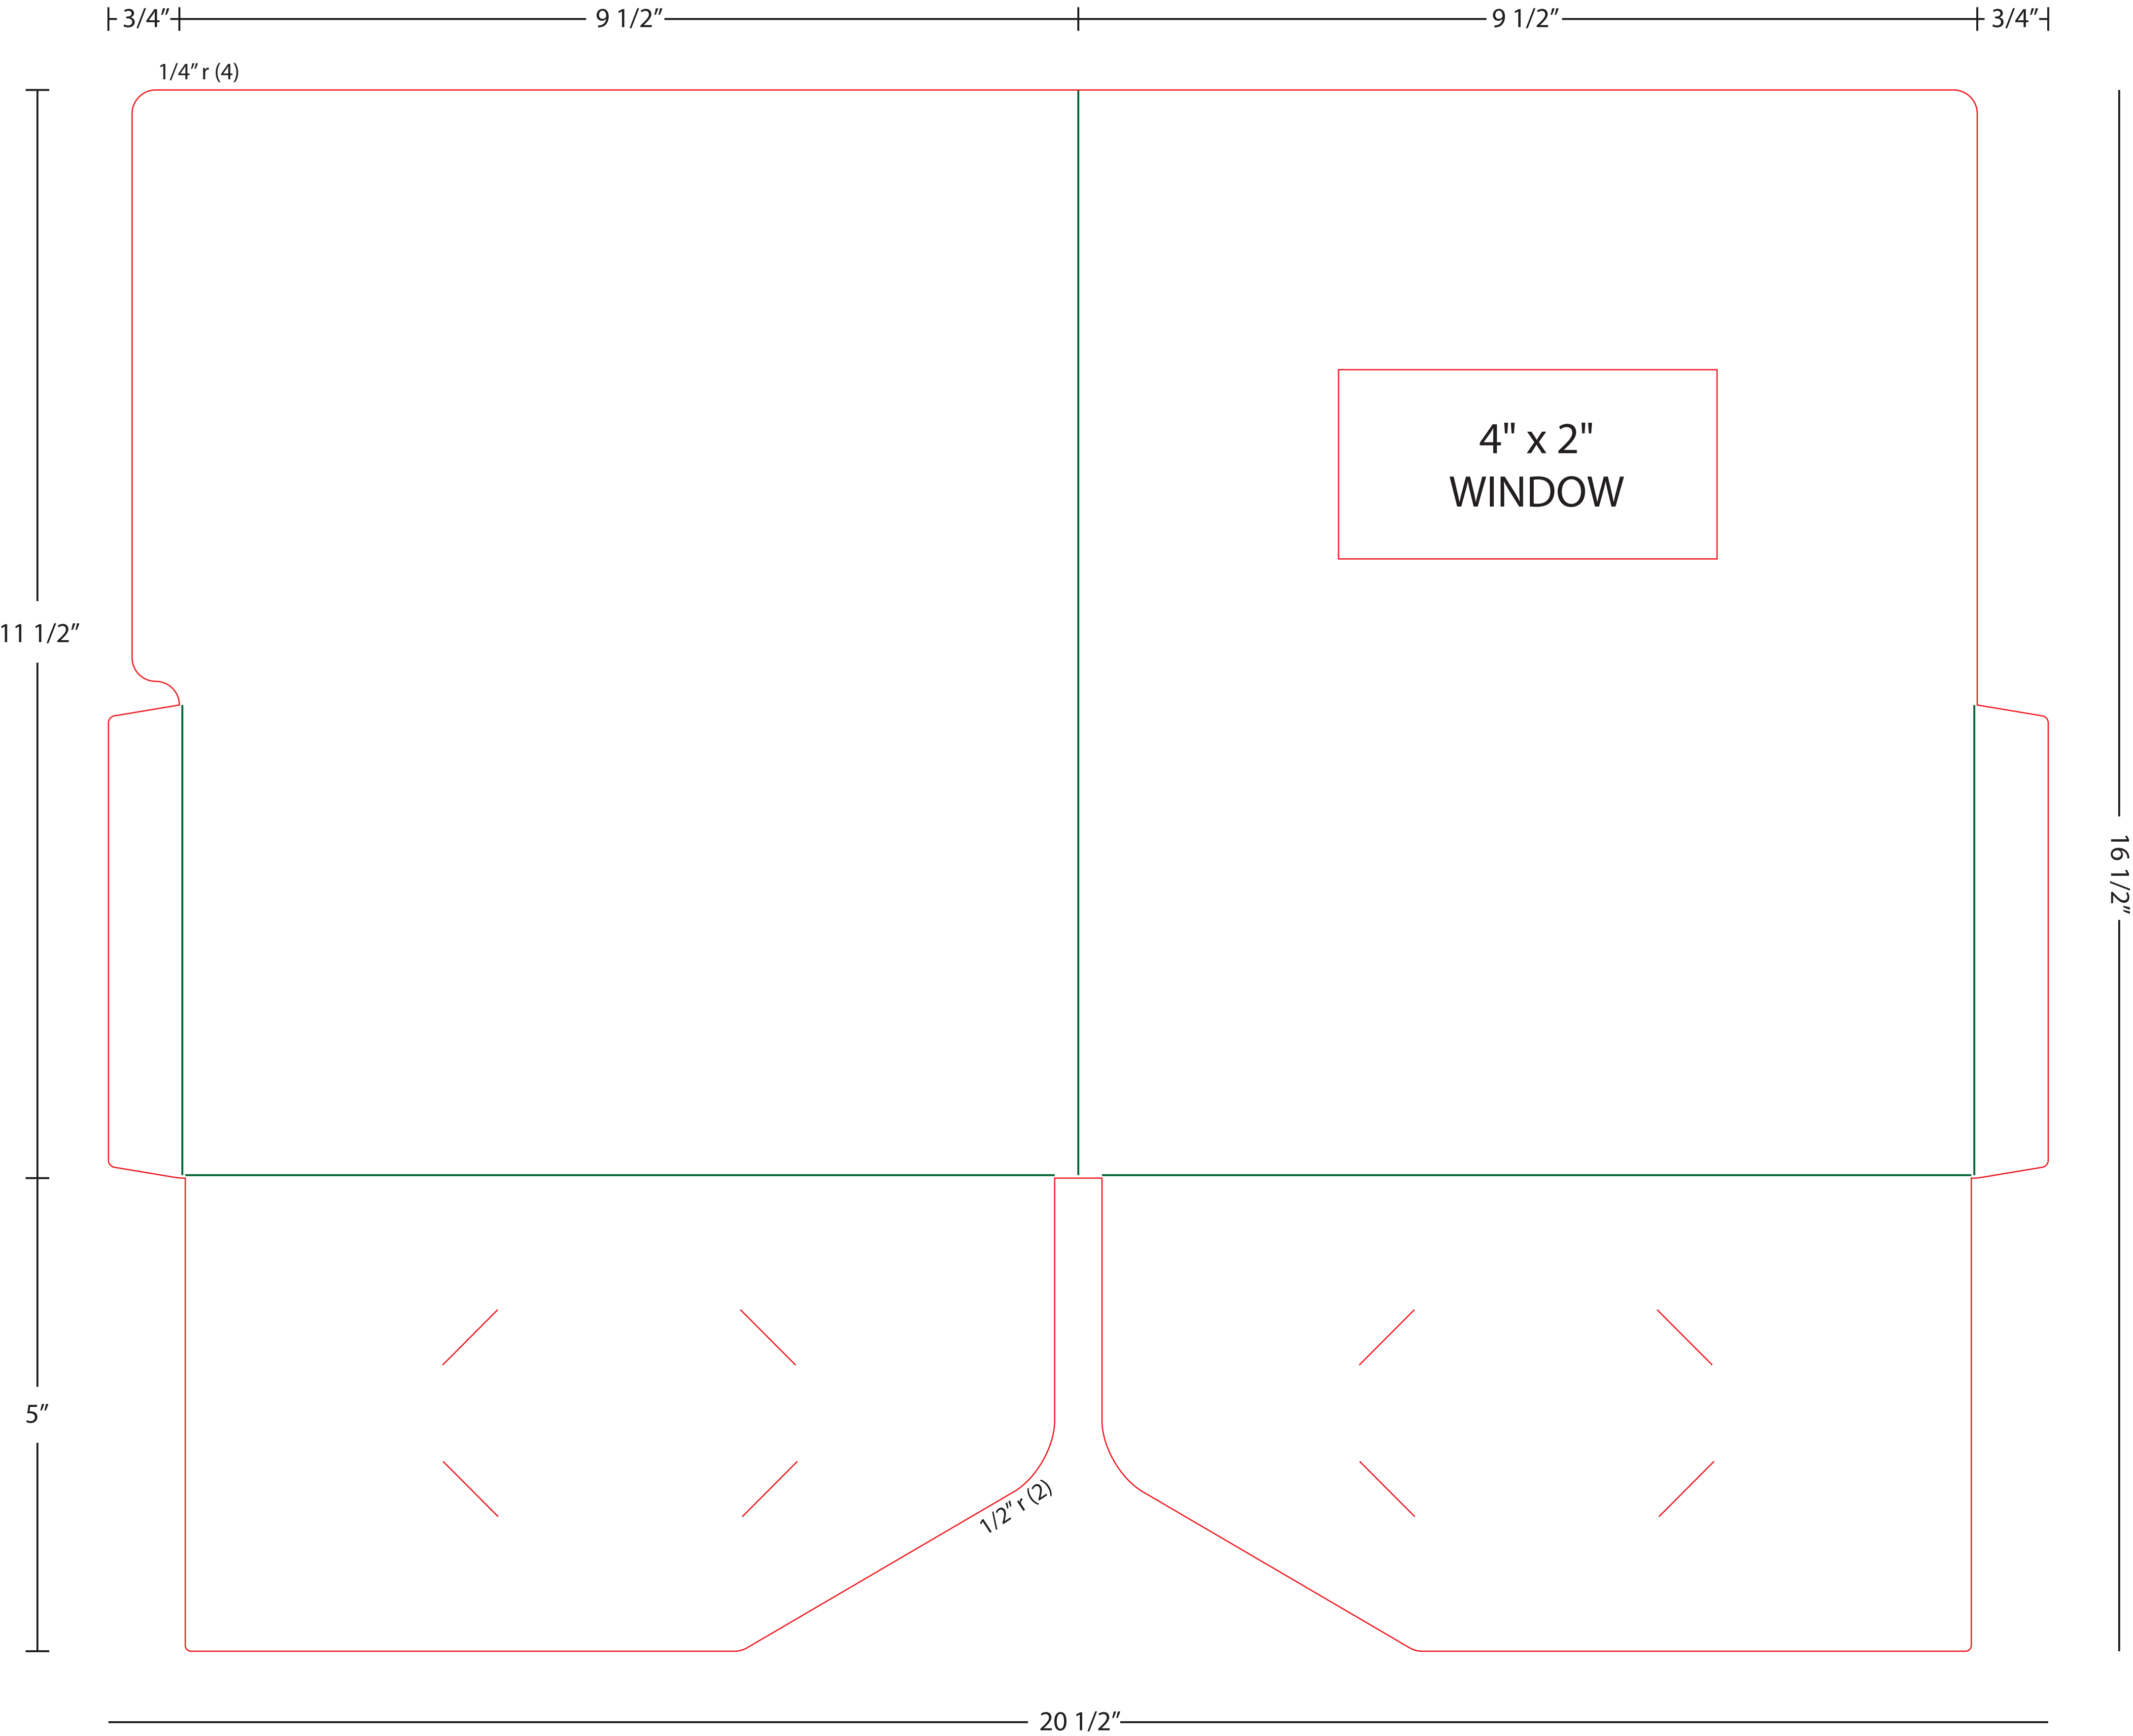 3/4”
9 1/2”
9 1/2”
3/4”
1/4” r (4)
4" x 2"
WINDOW
11 1/2”
16 1/2”
5”
1/2” r (2)
20 1/2”